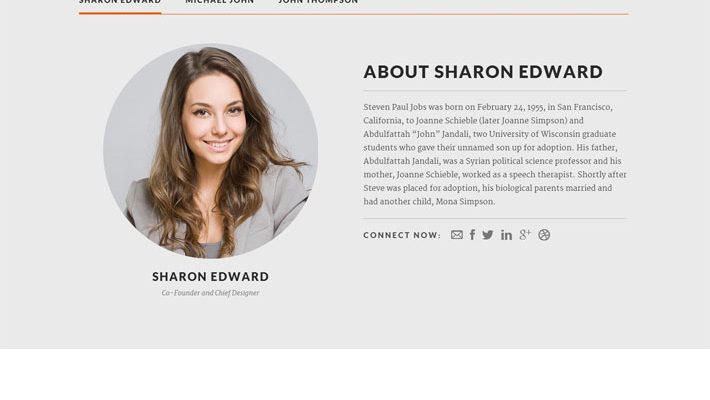 SHARON EDWARD MICHAEL JOHN JOHN THOMPSON
ABOUT SHARON EDWARD
Steven Paul Jobs was born on February 24, 1955, in San Francisco,
California, to Joanne Schieble (later Joanne Simpson) and
Abdulfattah “John” Jandali, two University of Wisconsin graduate
students who gave their unnamed son up for adoption. His father,
Abdulfattah Jandali, was a Syrian political science professor and his
mother, Joanne Schieble, worked as a speech therapist. Shortly after
Steve was placed for adoption, his biological parents married and
had another child, Mona Simpson.
CONNECT NOW:
SHARON EDWARD
Co-Founder and Chief Designer